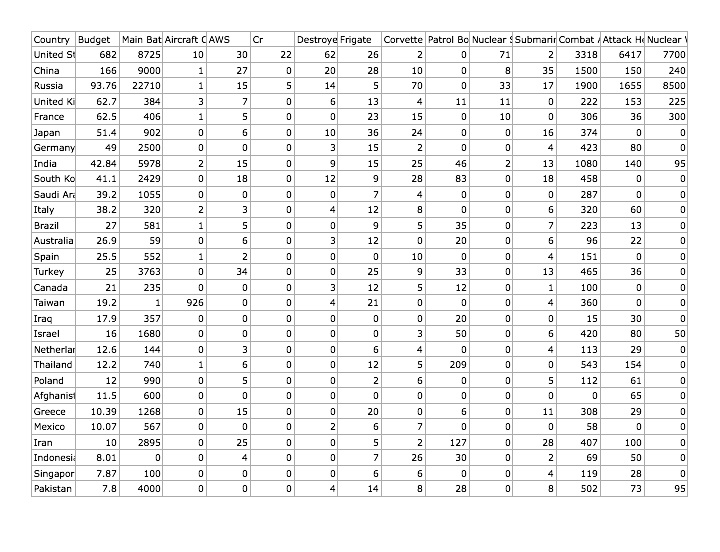 Country Budget Main Bat Aircraft C AWS Cr Destroye Frigate Corvette Patrol Bo Nuclear S Submarin Combat A Attack He Nuclear W
United St 682 8725 10 30 22 62 26 2 0 71 2 3318 6417 7700
China 166 9000 1 27 0 20 28 10 0 8 35 1500 150 240
Russia 93.76 22710 1 15 5 14 5 70 0 33 17 1900 1655 8500
United Ki 62.7 384 3 7 0 6 13 4 11 11 0 222 153 225
France 62.5 406 1 5 0 0 23 15 0 10 0 306 36 300
Japan 51.4 902 0 6 0 10 36 24 0 0 16 374 0 0
Germany 49 2500 0 0 0 3 15 2 0 0 4 423 80 0
India 42.84 5978 2 15 0 9 15 25 46 2 13 1080 140 95
South Ko 41.1 2429 0 18 0 12 9 28 83 0 18 458 0 0
Saudi Ara 39.2 1055 0 0 0 0 7 4 0 0 0 287 0 0
Italy 38.2 320 2 3 0 4 12 8 0 0 6 320 60 0
Brazil 27 581 1 5 0 0 9 5 35 0 7 223 13 0
Australia 26.9 59 0 6 0 3 12 0 20 0 6 96 22 0
Spain 25.5 552 1 2 0 0 0 10 0 0 4 151 0 0
Turkey 25 3763 0 34 0 0 25 9 33 0 13 465 36 0
Canada 21 235 0 0 0 3 12 5 12 0 1 100 0 0
Taiwan 19.2 1 926 0 0 4 21 0 0 0 4 360 0 0
Iraq 17.9 357 0 0 0 0 0 0 20 0 0 15 30 0
Israel 16 1680 0 0 0 0 0 3 50 0 6 420 80 50
Netherlan 12.6 144 0 3 0 0 6 4 0 0 4 113 29 0
Thailand 12.2 740 1 6 0 0 12 5 209 0 0 543 154 0
Poland 12 990 0 5 0 0 2 6 0 0 5 112 61 0
Afghanist 11.5 600 0 0 0 0 0 0 0 0 0 0 65 0
Greece 10.39 1268 0 15 0 0 20 0 6 0 11 308 29 0
Mexico 10.07 567 0 0 0 2 6 7 0 0 0 58 0 0
Iran 10 2895 0 25 0 0 5 2 127 0 28 407 100 0
Indonesia 8.01 0 0 4 0 0 7 26 30 0 2 69 50 0
Singapor 7.87 100 0 0 0 0 6 6 0 0 4 119 28 0
Pakistan 7.8 4000 0 0 0 4 14 8 28 0 8 502 73 95